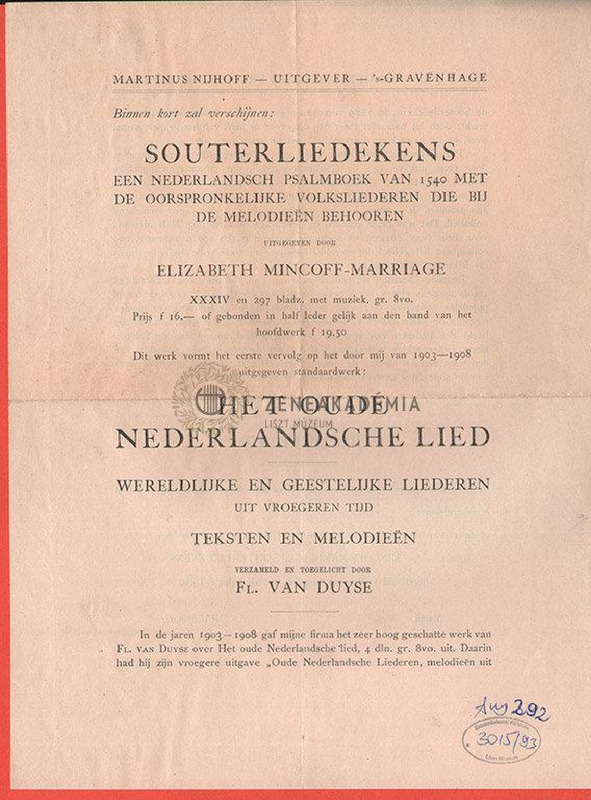 MARTINUS NIJHOFF — UITGEVER — 's-GRAVENHAGE
Binnen kort zal verschijnen:
SOUTERLIEDEKENS
EEN NEDERLANDSCH PSALMBOEK VAN 1540 MET
DE OORSPRONKELIJKE VOLKSLIEDEREN DIE BIJ
DE MELODIEËN BEHOOREN
UITGEGEVEN DOOR
ELIZABETH MINCOFF-MARRIAGE
XXXIV en 297 bladz. met muziek. gr. 8vo.
Prijs f 16.— of gebonden in half leder gelijk aan den band van het
hoofdwerk f 19.50
Dit werk vormt het eerste vervolg op het door mij van 1903—1908
uitgegeven standaardwerk:
HET OUDE
ZENEAKADÉMIA
LISZT MÚZEUM
NEDERLANDSCHE LIED
WERELDLIJKE EN GEESTELIJKE LIEDEREN
UIT VROEGEREN TIJD
TEKSTEN EN MELODIEËN
VERZAMELD EN TOEGELICHT DOOR
FL. VAN DUYSE
In de jaren 1903—1908 gaf mijne firma het zeer hoog geschatte werk van
FL. VAN DUYSE over Het oude Nederlandsche lied, 4 dln. gr. 8vo. uit. Daarin
had hij zijn vroegere uitgave „Oude Nederlandsche Liederen, melodieën uit
292
3015/93